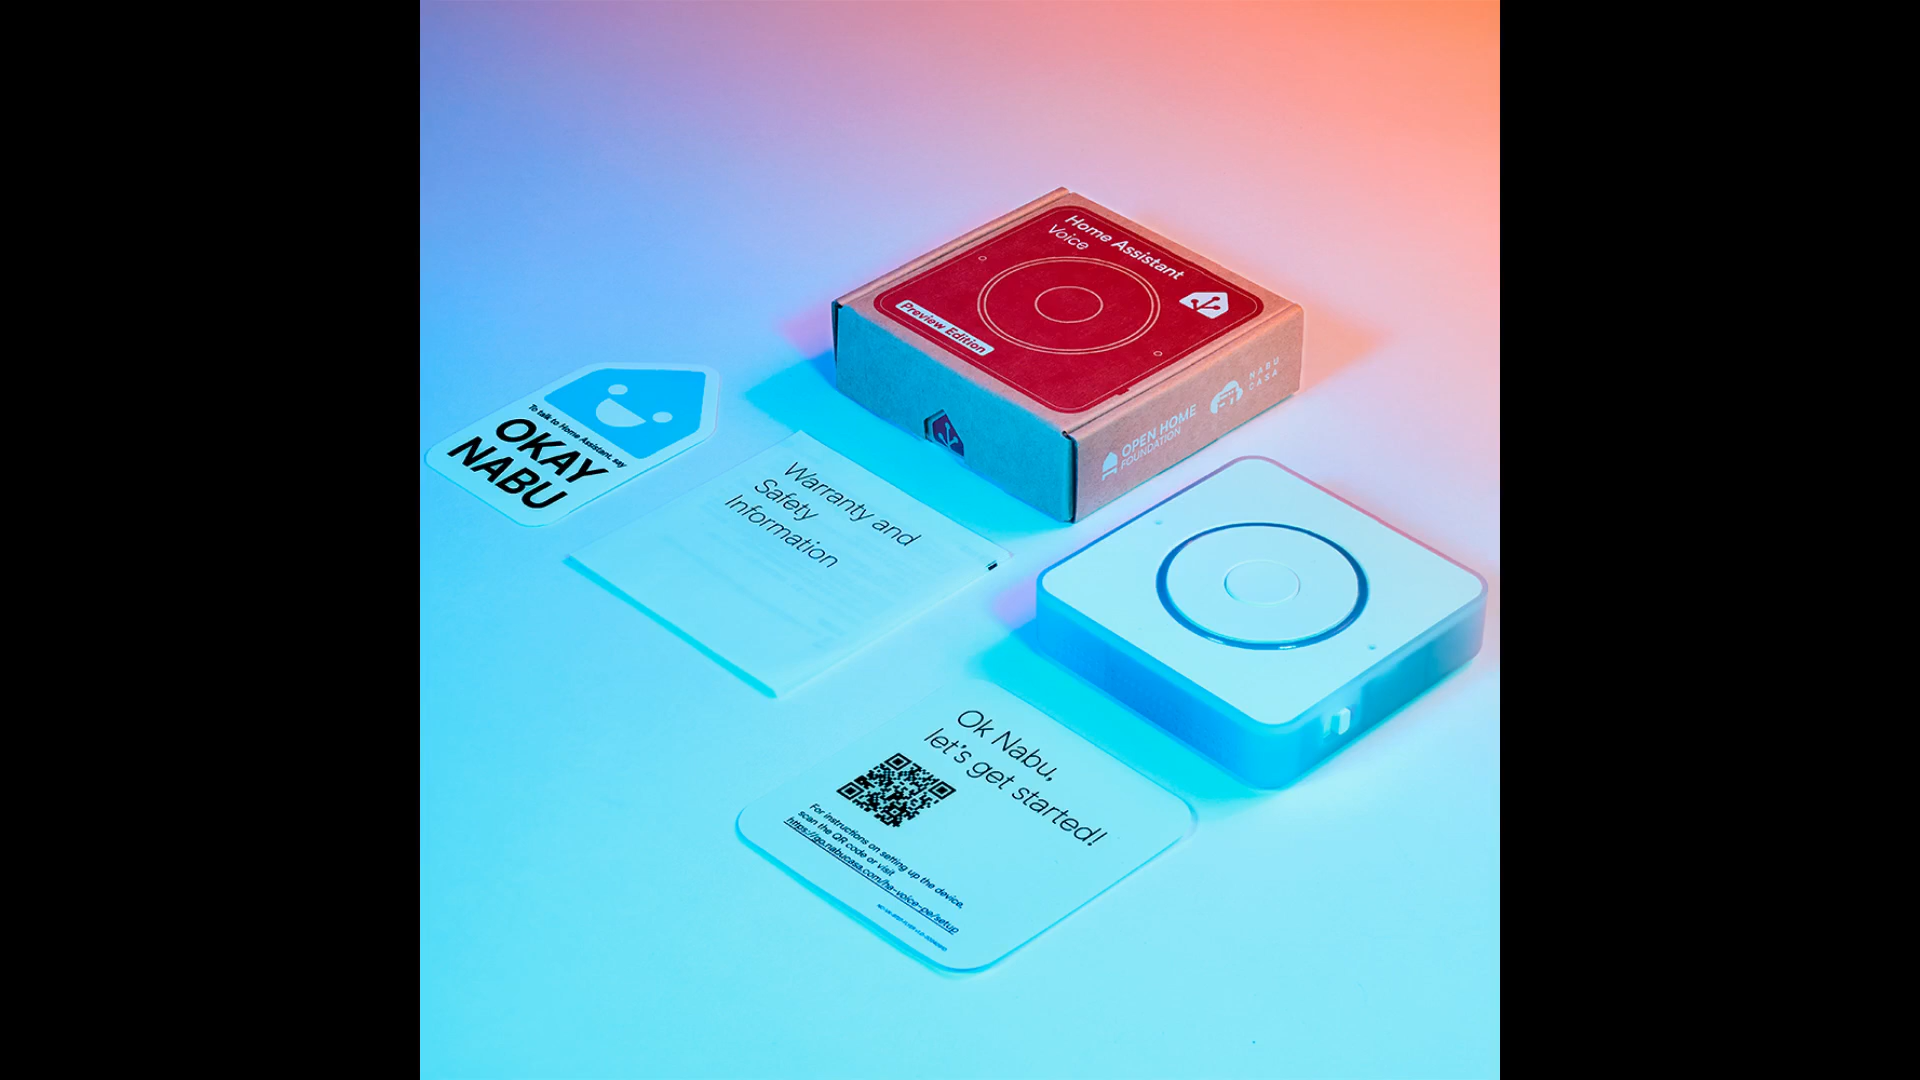 Home Assistant
Voice
Preview Edition
OPEN HOME
FOUNDATION
NABU
CASA
To talk to Home Assistant, say
OKAY
NABU
Warranty and
Safety
Information
Ok Nabu,
let's get started!
For instructions on setting up the device,
scan the QR code or visit
https://go.nabucasa.com/ha-voice-pe/setup